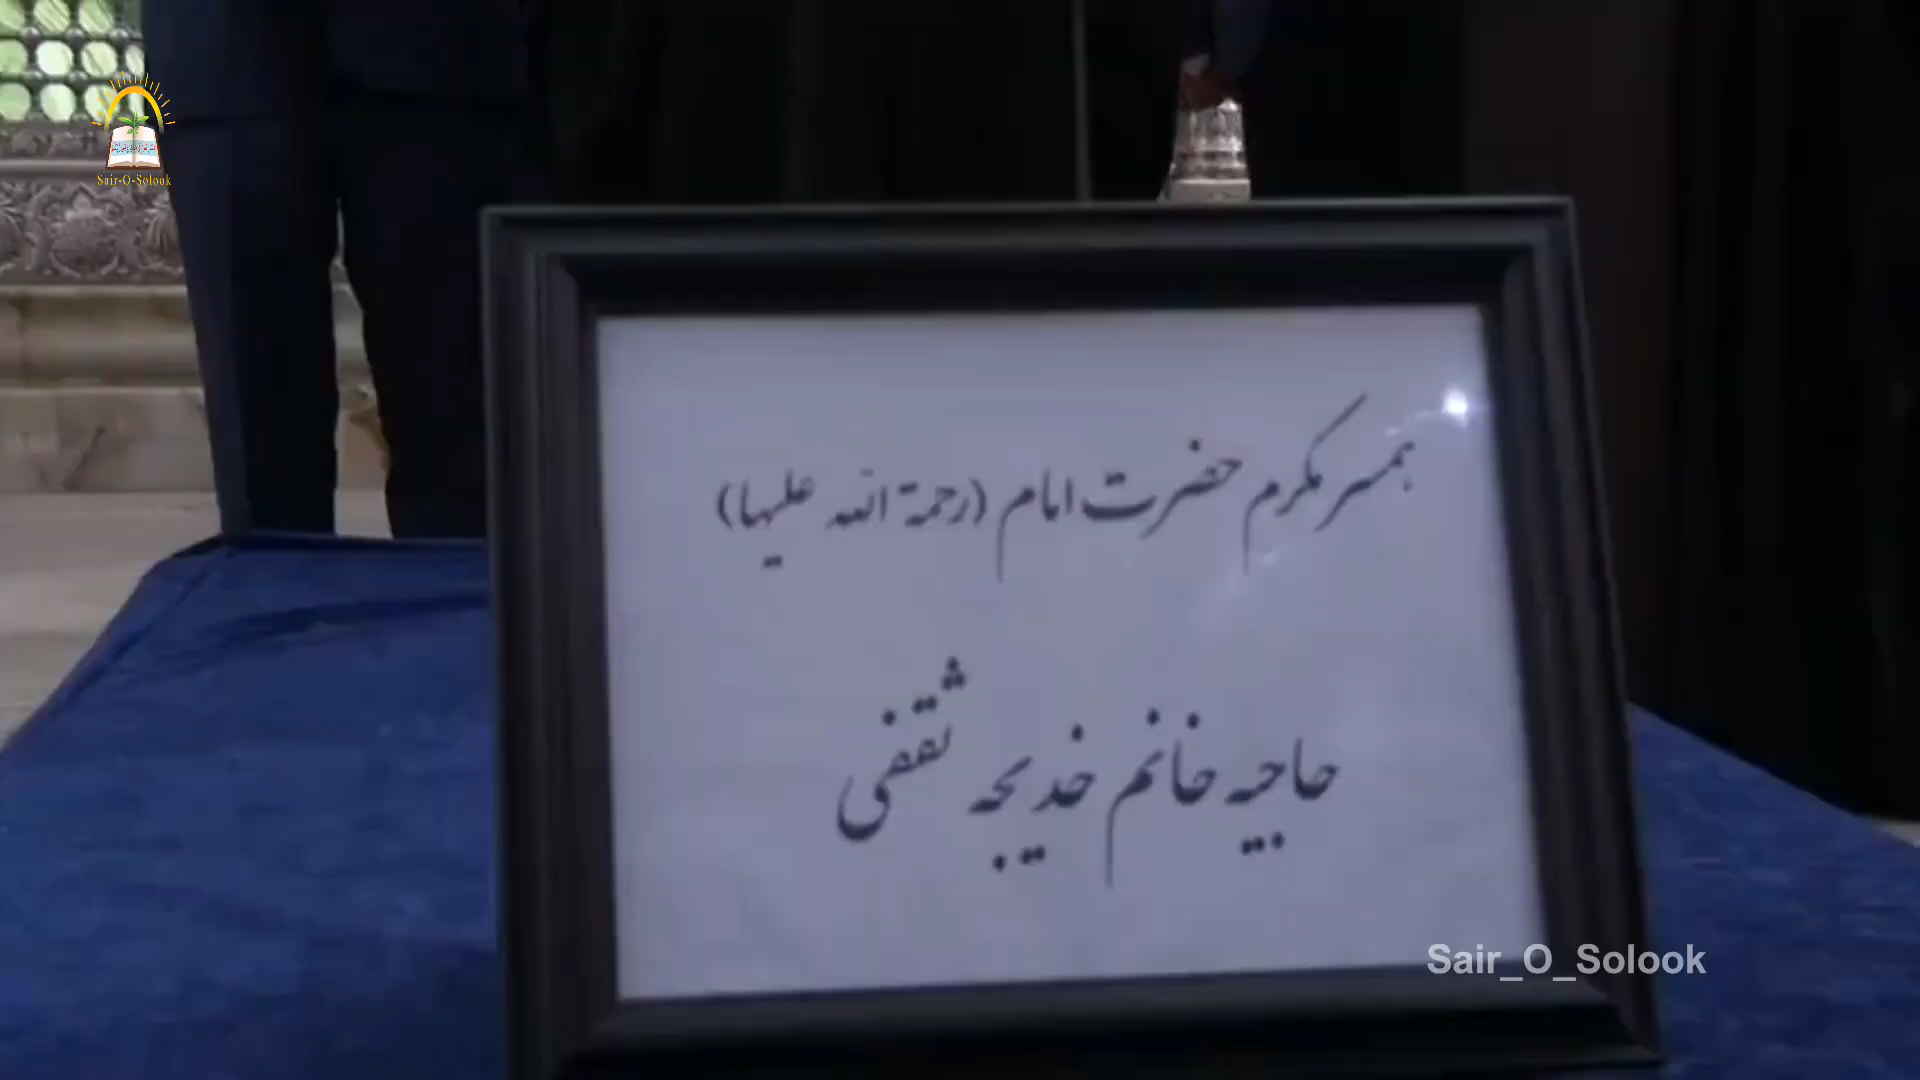 Sair-O-Solook
همسر مکرم حضرت امام (رحمة الله علیها)
حاجیه خانم خدیجه ثقفی
Sair_O_Solook